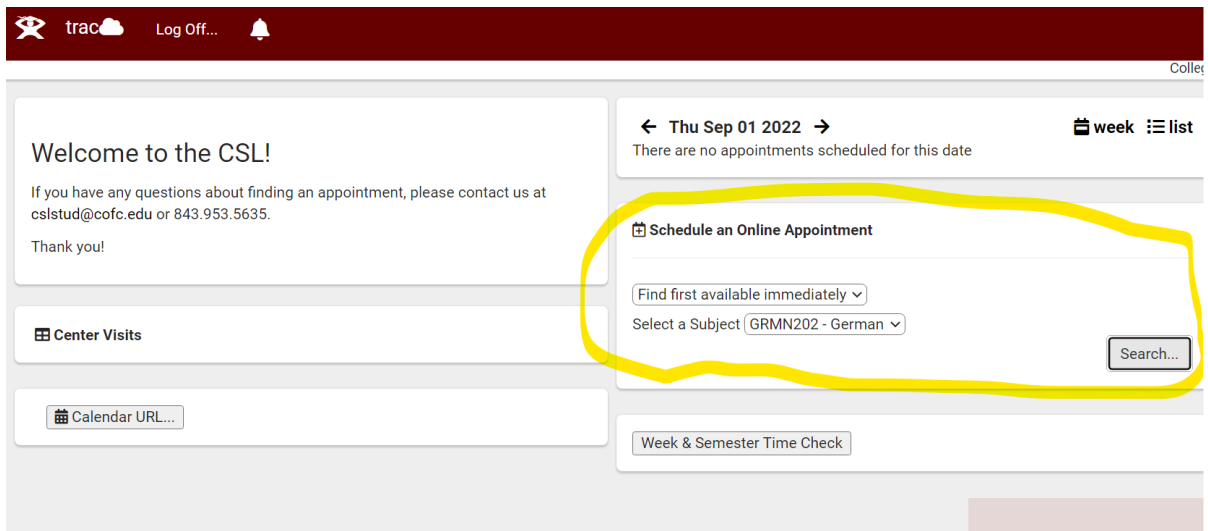 trac
Log Off...
Welcome to the CSL!
If you have any questions about finding an appointment, please contact us at
cslstud@cofc.edu or 843.953.5635.
Thank you!
Center Visits
Calendar URL...
Thu Sep 01 2022
week
list
There are no appointments scheduled for this date
Schedule an Online Appointment
Find first available immediately
Select a Subject GRMN202 - German
Search...
Week & Semester Time Check